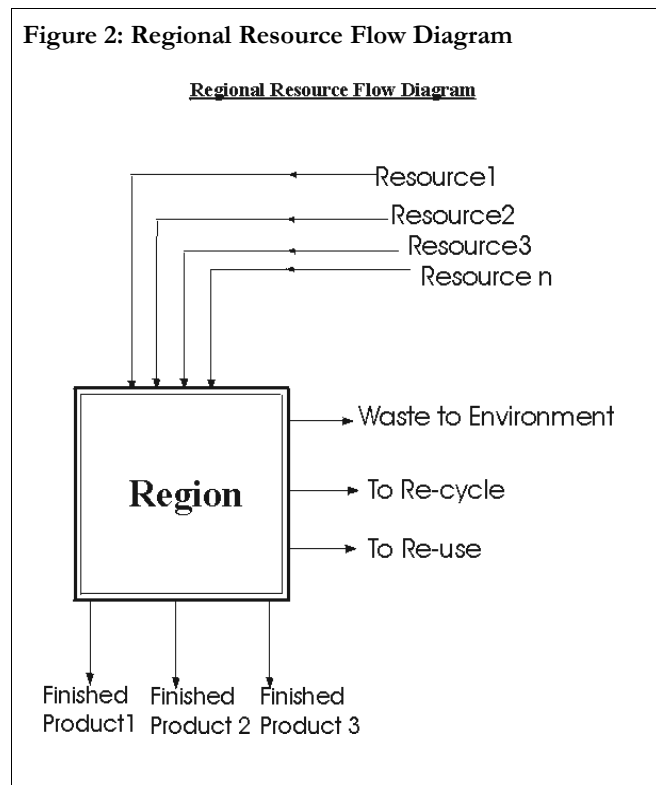 Figure 2: Regional Resource Flow Diagram
Regional Resource Flow Diagram
Resource1
Resource2
Resource3
Resource n
Waste to Environment
Region
To Re-cycle
To Re-use
Finished
Product1
Finished
Product 2
Finished
Product 3